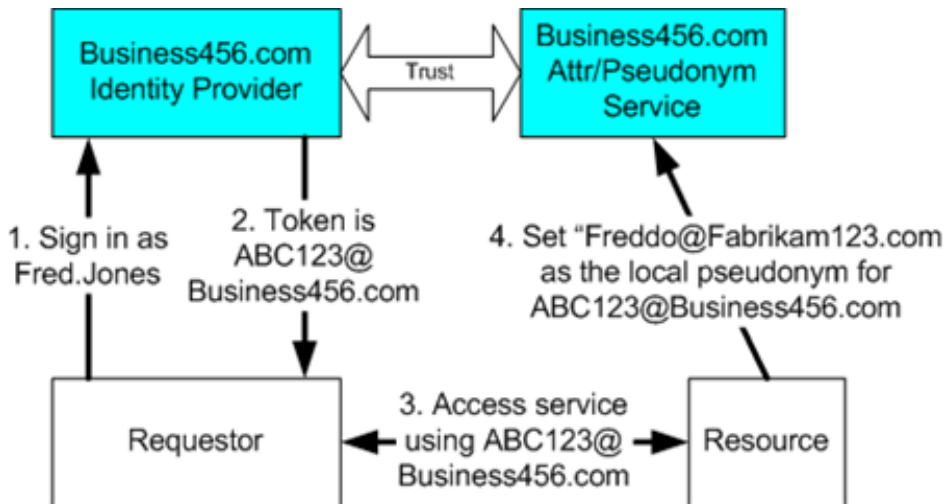 Business456.com
Identity Provider
Trust
Business456.com
Attr/Pseudonym
Service
1. Sign in as
Fred.Jones
2. Token is
ABC123@
Business456.com
4. Set “Freddo@Fabrikam123.com
as the local pseudonym for
ABC123@Business456.com
Requestor
3. Access service
using ABC123@
Business456.com
Resource